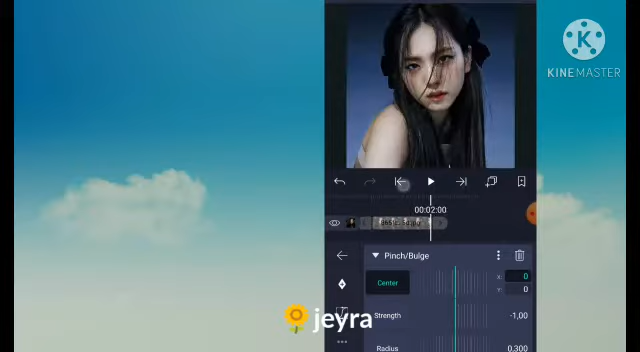 KINEMASTER
00:02:00
Pinch/Bulge
Center
X: 0
Y: 0
Strength -1,00
jeyra
Radius 0,300